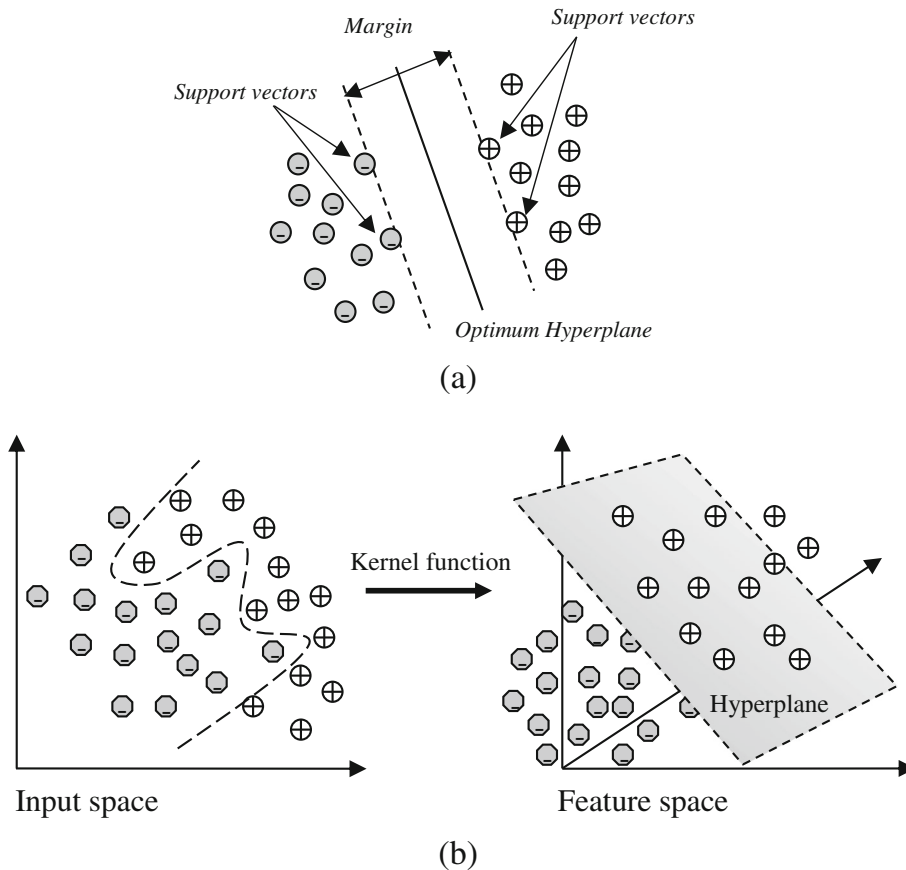 Support vectors
Margin
Support vectors
Optimum Hyperplane
(a)
Kernel function
Hyperplane
Input space
Feature space
(b)